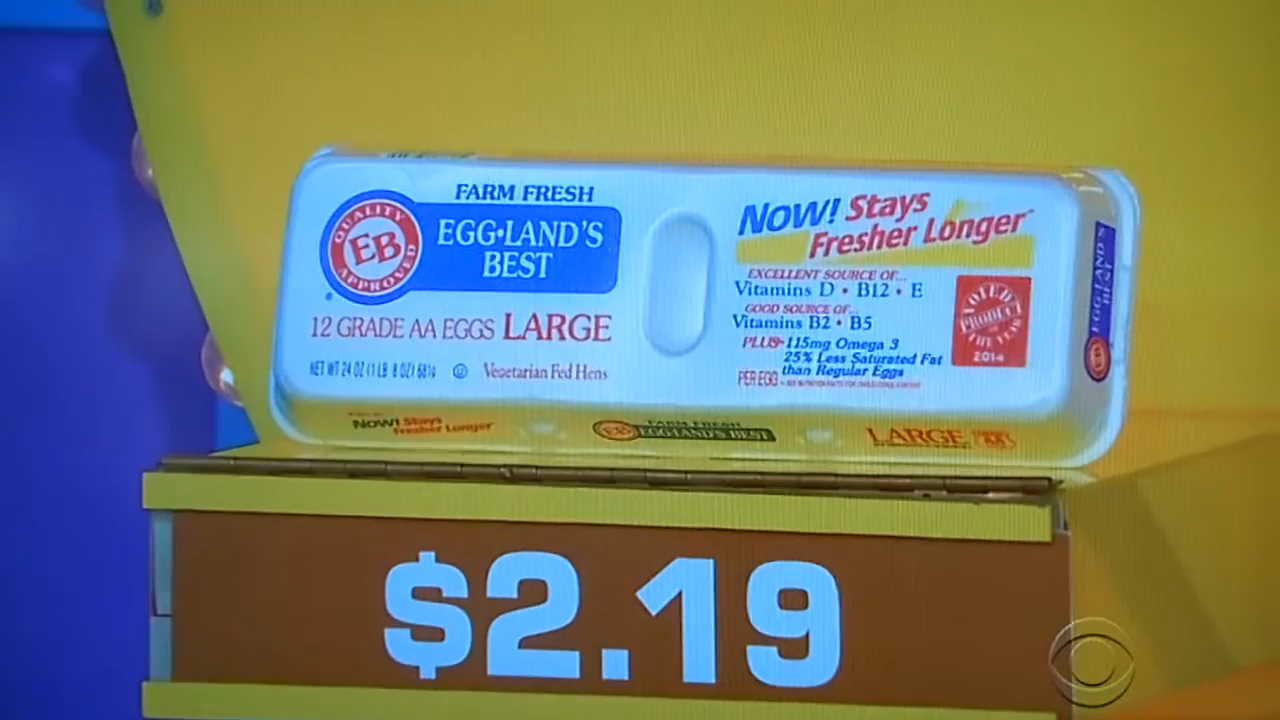 FARM FRESH
EGG•LAND'S
BEST
QUALITY
EB
APPROVED
12 GRADE AA EGGS LARGE
NET WT 24 OZ (1 LB 8 OZ) 681g
Vegetarian Fed Hens
NOW! Stays
Fresher Longer
EXCELLENT SOURCE OF...
Vitamins D • B12 • E
GOOD SOURCE OF...
Vitamins B2 • B5
PLUS 115mg Omega 3
25% Less Saturated Fat
than Regular Eggs
PER EGG
VOTED
PRODUCT
OF
THE YEAR
2014
EGG•LAND'S
BEST
EB
NOW! Stays
Fresher Longer
EB
FARM FRESH
EGG•LAND'S BEST
LARGE
$2.19